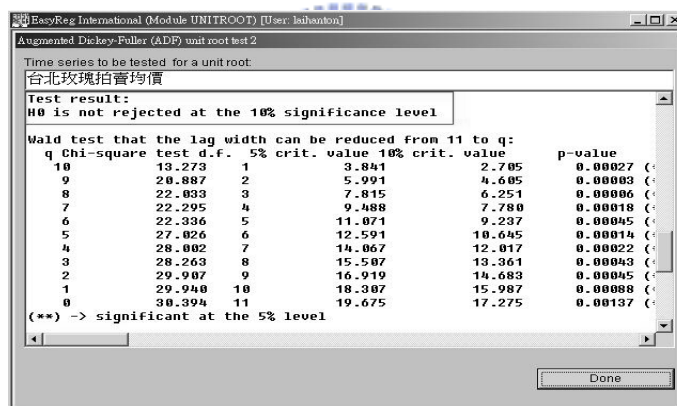 EasyReg International (Module UNITROOT) [User: laihanton]
Augmented Dickey-Fuller (ADF) unit root test 2
Time series to be tested for a unit root:
台北玫瑰拍賣均價
Test result:
H0 is not rejected at the 10% significance level
Wald test that the lag width can be reduced from 11 to q:
q Chi-square test d.f. 5% crit. value 10% crit. value p-value
10 13.273 1 3.841 2.705 0.00027 (*
9 20.887 2 5.991 4.605 0.00003 (*
8 22.033 3 7.815 6.251 0.00006 (*
7 22.295 4 9.488 7.780 0.00018 (*
6 22.336 5 11.071 9.237 0.00045 (*
5 27.026 6 12.591 10.645 0.00014 (*
4 28.002 7 14.067 12.017 0.00022 (*
3 28.263 8 15.507 13.361 0.00043 (*
2 29.907 9 16.919 14.683 0.00045 (*
1 29.940 10 18.307 15.987 0.00088 (*
0 30.394 11 19.675 17.275 0.00137 (*
(**) -> significant at the 5% level
Done